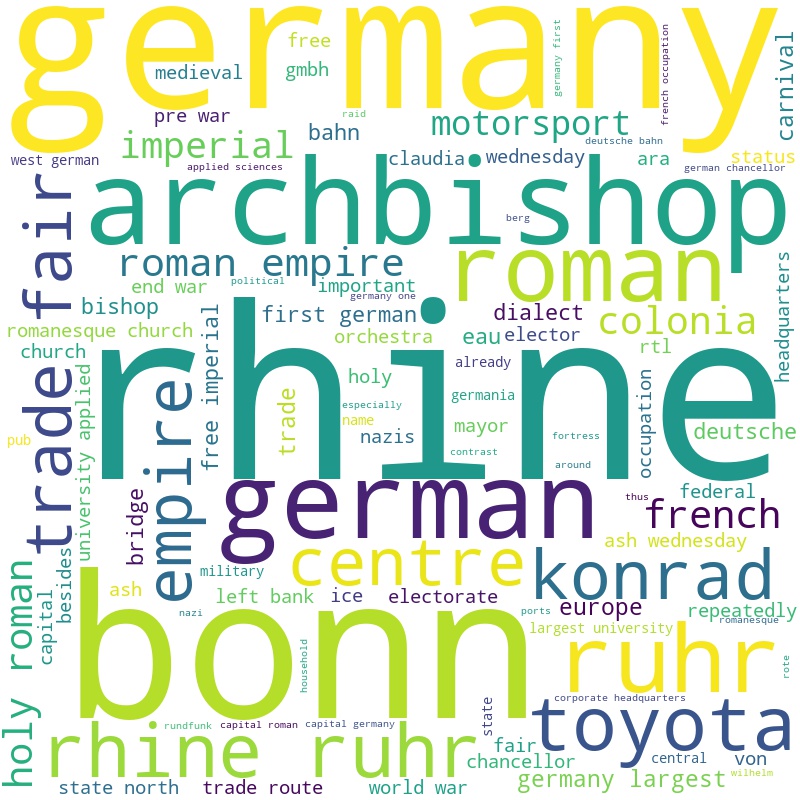 germany
free
gmbh
medieval
pre war
bahn
raid
germany first
french occupation
carnival
motorsport
imperial
west german
applied sciences
claudia
wednesday
deutsche bahn
ara
status
german chancellor
archbishop
berg
trade fair
roman empire
roman
end war
political
important
germany one
headquarters
bishop
first german
dialect
colonia
romanesque church
church
orchestra
eau
elector
rtl
rhine
free imperial
university applied
trade
holy
already
germania
especially
name
nazis
mayor
contrast
fortress
around
occupation
deutsche
pub
empire
german
bridge
thus
federal
french
centre
konrad
ash wednesday
holy roman
capital
besides
ash
military
left bank
ice
electorate
europe
ports
repeatedly
romanesque
largest university
nazi
bonn
household
ruhr
rote
corporate headquarters
toyota
state
rundfunk
capital roman
capital germany
rhine ruhr
fair
chancellor
central
von
state north
trade route
world war
germany largest
wilhelm